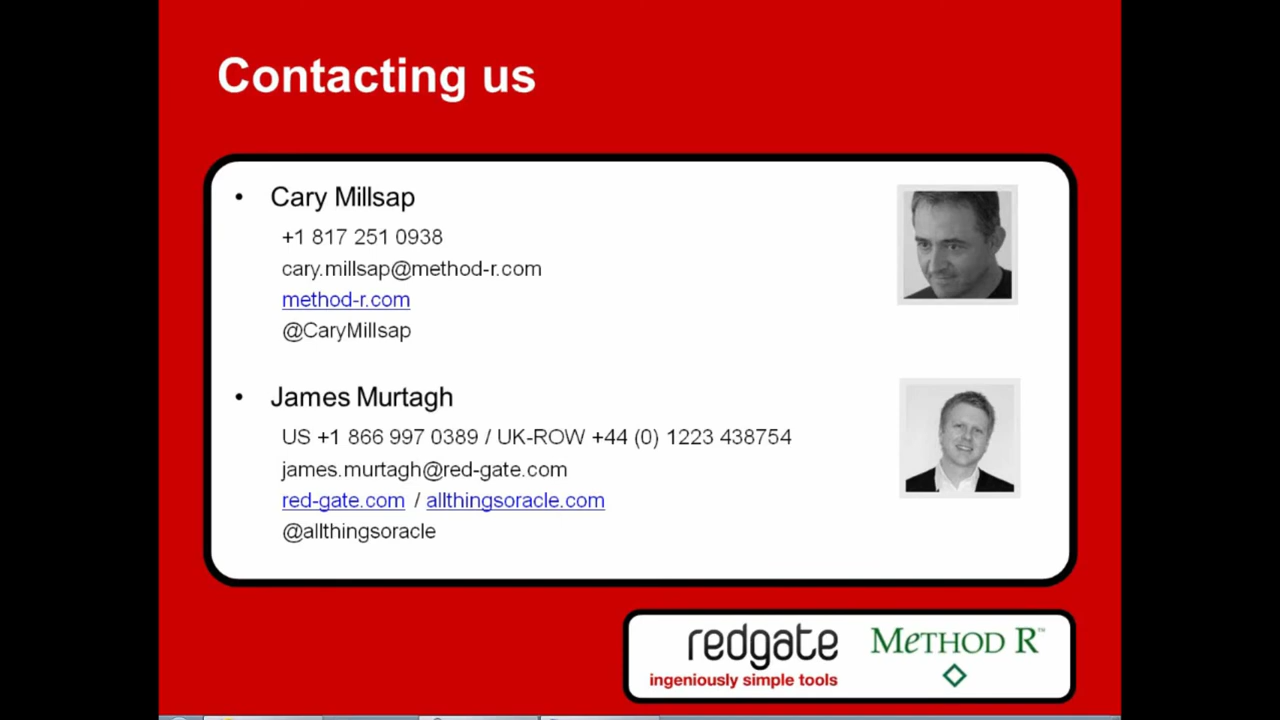 Contacting us
• Cary Millsap
+1 817 251 0938
cary.millsap@method-r.com
method-r.com
@CaryMillsap
• James Murtagh
US +1 866 997 0389 / UK-ROW +44 (0) 1223 438754
james.murtagh@red-gate.com
red-gate.com / allthingsoracle.com
@allthingsoracle
redgate
ingeniously simple tools
METHOD R™